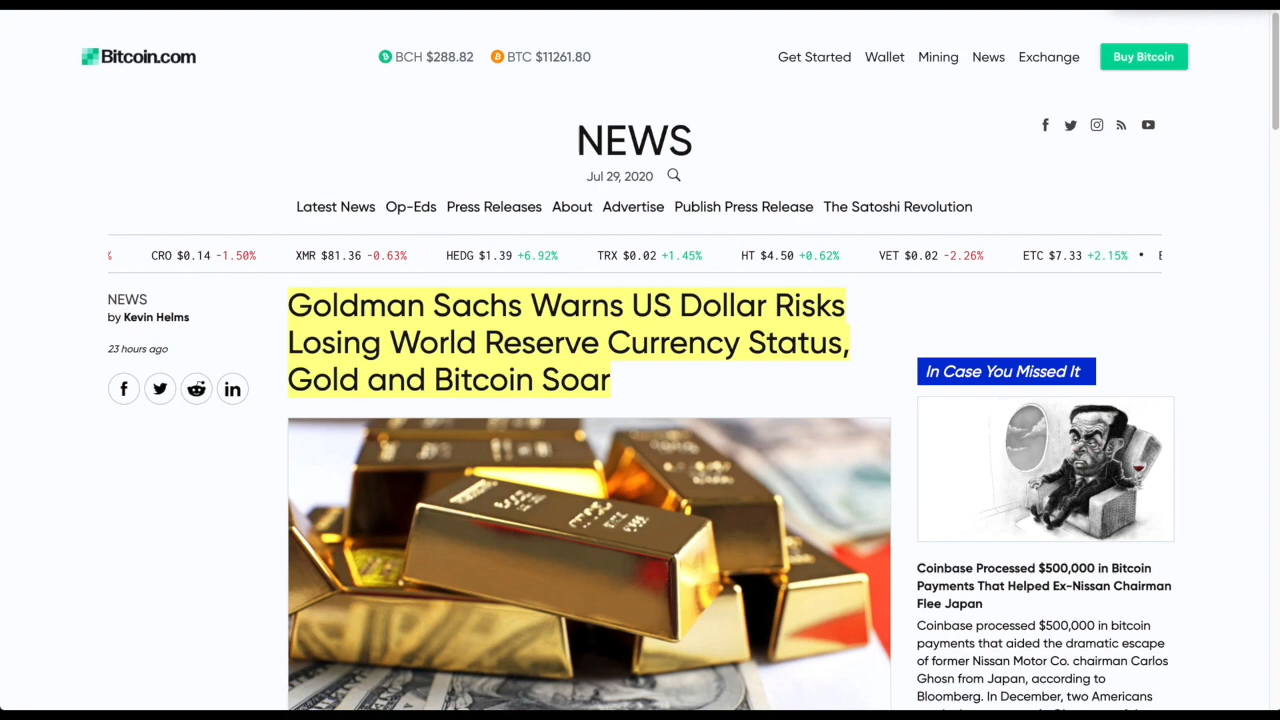 Bitcoin.com
BCH $288.82 BTC $11261.80
Get Started Wallet Mining News Exchange Buy Bitcoin
NEWS
Jul 29, 2020
Latest News Op-Eds Press Releases About Advertise Publish Press Release The Satoshi Revolution
% CRO $0.14 -1.50% XMR $81.36 -0.63% HEDG $1.39 +6.92% TRX $0.02 +1.45% HT $4.50 +0.62% VET $0.02 -2.26% ETC $7.33 +2.15% •
NEWS
by Kevin Helms
23 hours ago
Goldman Sachs Warns US Dollar Risks
Losing World Reserve Currency Status,
Gold and Bitcoin Soar
In Case You Missed It
Coinbase Processed $500,000 in Bitcoin
Payments That Helped Ex-Nissan Chairman
Flee Japan
Coinbase processed $500,000 in bitcoin
payments that aided the dramatic escape
of former Nissan Motor Co. chairman Carlos
Ghosn from Japan, according to
Bloomberg. In December, two Americans